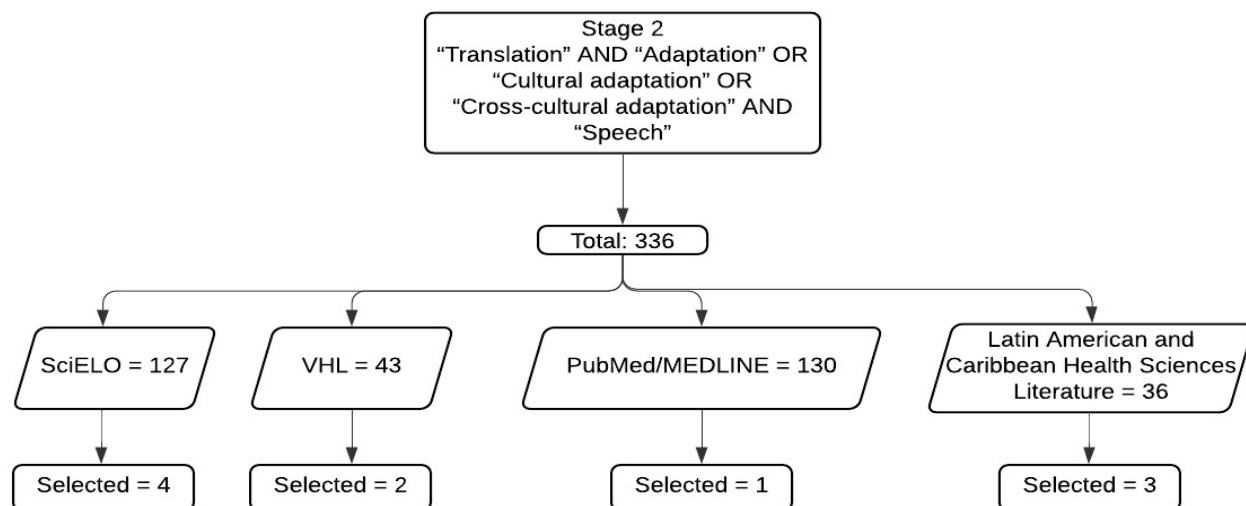 Stage 2
“Translation” AND “Adaptation” OR
“Cultural adaptation” OR
“Cross-cultural adaptation” AND
“Speech”
Total: 336
SciELO = 127
VHL = 43
PubMed/MEDLINE = 130
Latin American and
Caribbean Health Sciences
Literature = 36
Selected = 4
Selected = 2
Selected = 1
Selected = 3